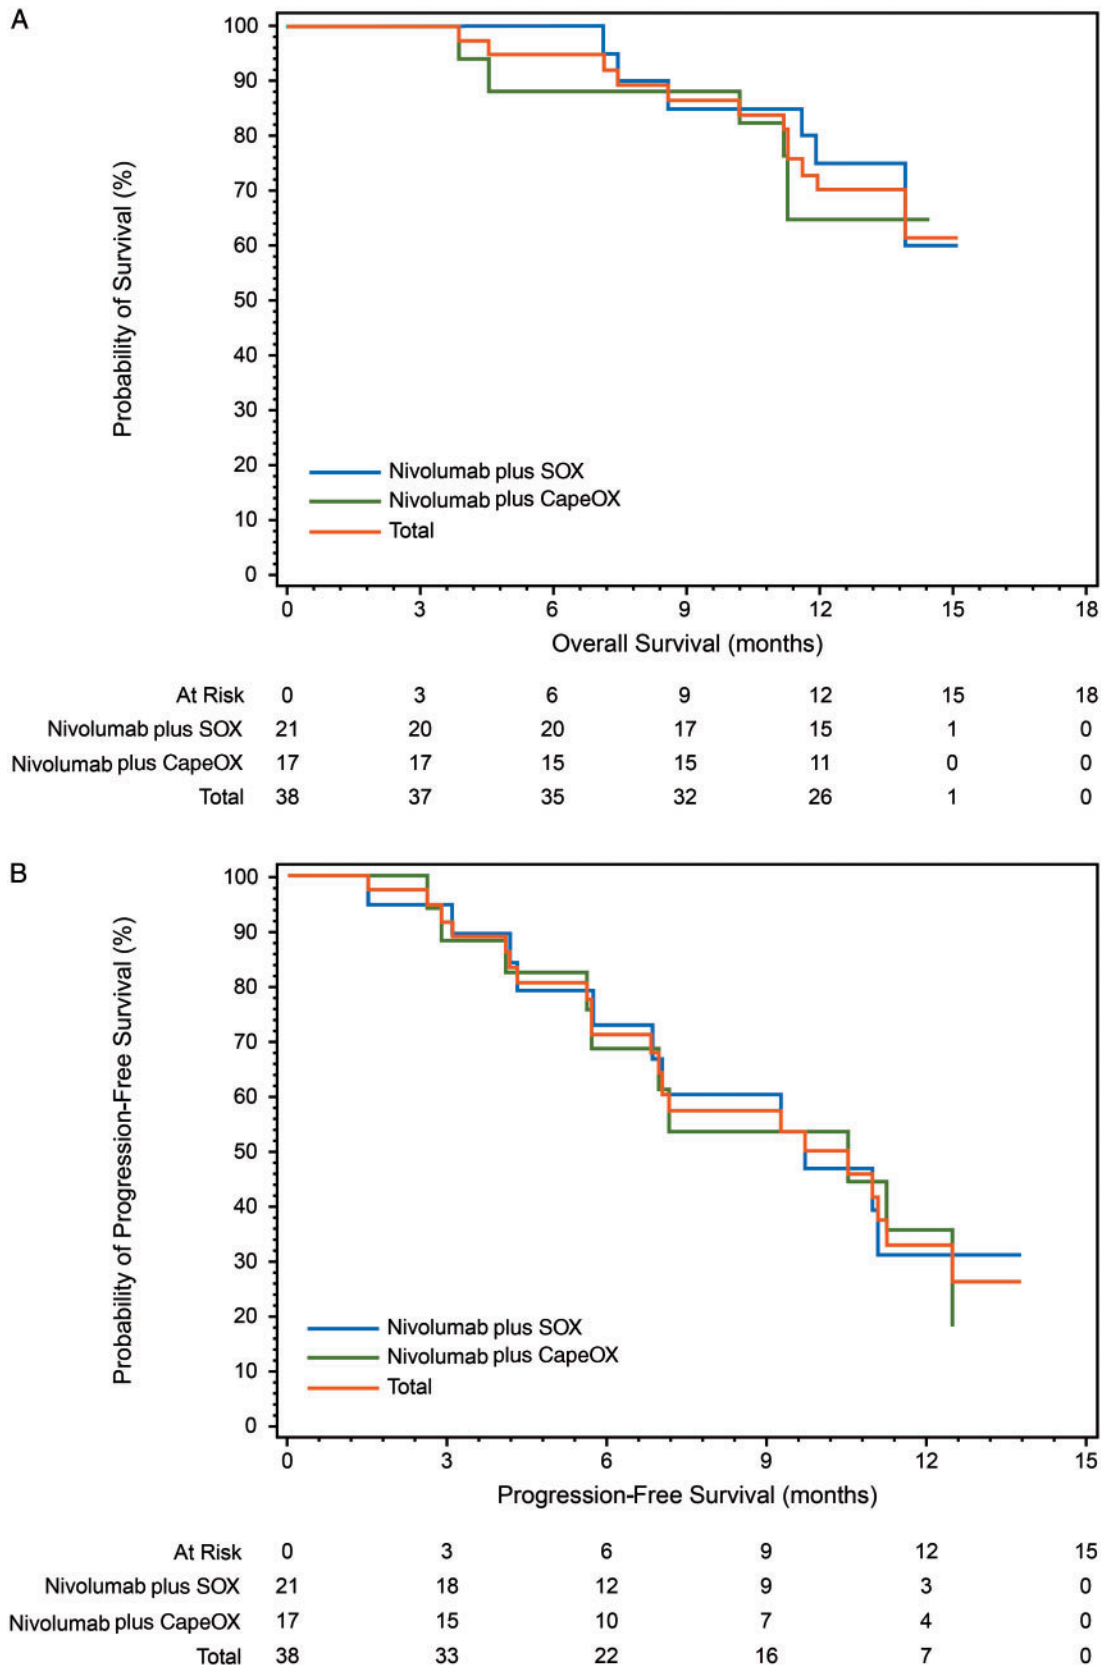 A
Probability of Survival (%)
100
90
80
70
60
50
40
30
20
10
0
Nivolumab plus SOX
Nivolumab plus CapeOX
Total
0 3 6 9 12 15 18
Overall Survival (months)
At Risk 0 3 6 9 12 15 18
Nivolumab plus SOX 21 20 20 17 15 1 0
Nivolumab plus CapeOX 17 17 15 15 11 0 0
Total 38 37 35 32 26 1 0
B
Probability of Progression-Free Survival (%)
100
90
80
70
60
50
40
30
20
10
0
Nivolumab plus SOX
Nivolumab plus CapeOX
Total
0 3 6 9 12 15
Progression-Free Survival (months)
At Risk 0 3 6 9 12 15
Nivolumab plus SOX 21 18 12 9 3 0
Nivolumab plus CapeOX 17 15 10 7 4 0
Total 38 33 22 16 7 0